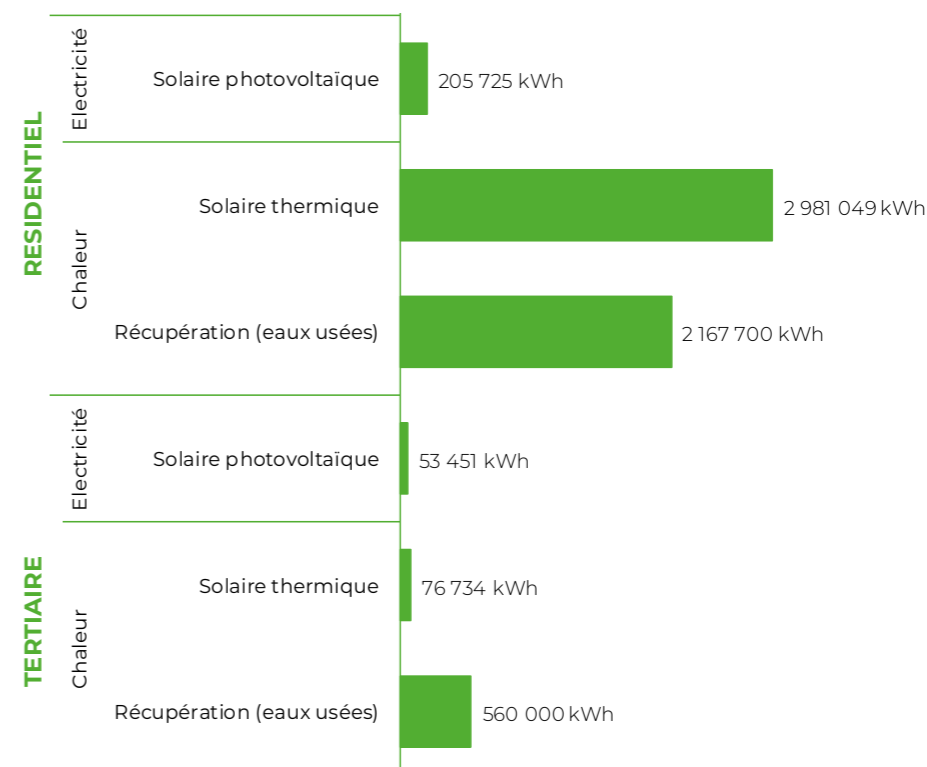 RESIDENTIEL
Electricité
Solaire photovoltaïque
205 725 kWh
Chaleur
Solaire thermique
2 981 049 kWh
Récupération (eaux usées)
2 167 700 kWh
TERTIAIRE
Electricité
Solaire photovoltaïque
53 451 kWh
Chaleur
Solaire thermique
76 734 kWh
Récupération (eaux usées)
560 000 kWh